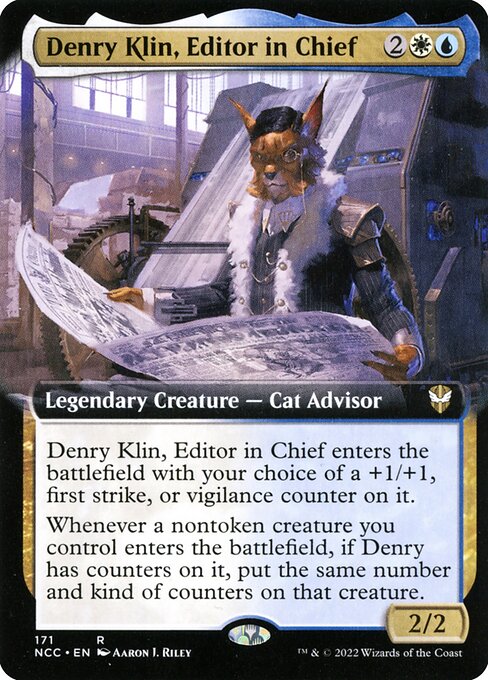 Denry Klin, Editor in Chief 2
Legendary Creature — Cat Advisor
Denry Klin, Editor in Chief enters the
battlefield with your choice of a +1/+1,
first strike, or vigilance counter on it.
Whenever a nontoken creature you
control enters the battlefield, if Denry
has counters on it, put the same number
and kind of counters on that creature.
2/2
171 R
NCC • EN Aaron J. Riley
™ & © 2022 Wizards of the Coast